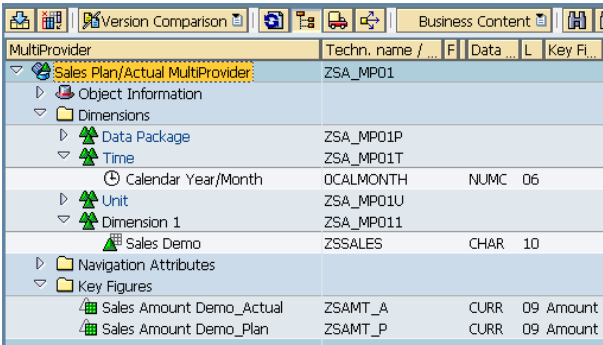 Version Comparison Business Content
MultiProvider Techn. name / ... F Data ... L Key Fi...
Sales Plan/Actual MultiProvider ZSA_MP01
Object Information
Dimensions
Data Package ZSA_MP01P
Time ZSA_MP01T
Calendar Year/Month 0CALMONTH NUMC 06
Unit ZSA_MP01U
Dimension 1 ZSA_MP011
Sales Demo ZSSALES CHAR 10
Navigation Attributes
Key Figures
Sales Amount Demo_Actual ZSAMT_A CURR 09 Amount
Sales Amount Demo_Plan ZSAMT_P CURR 09 Amount